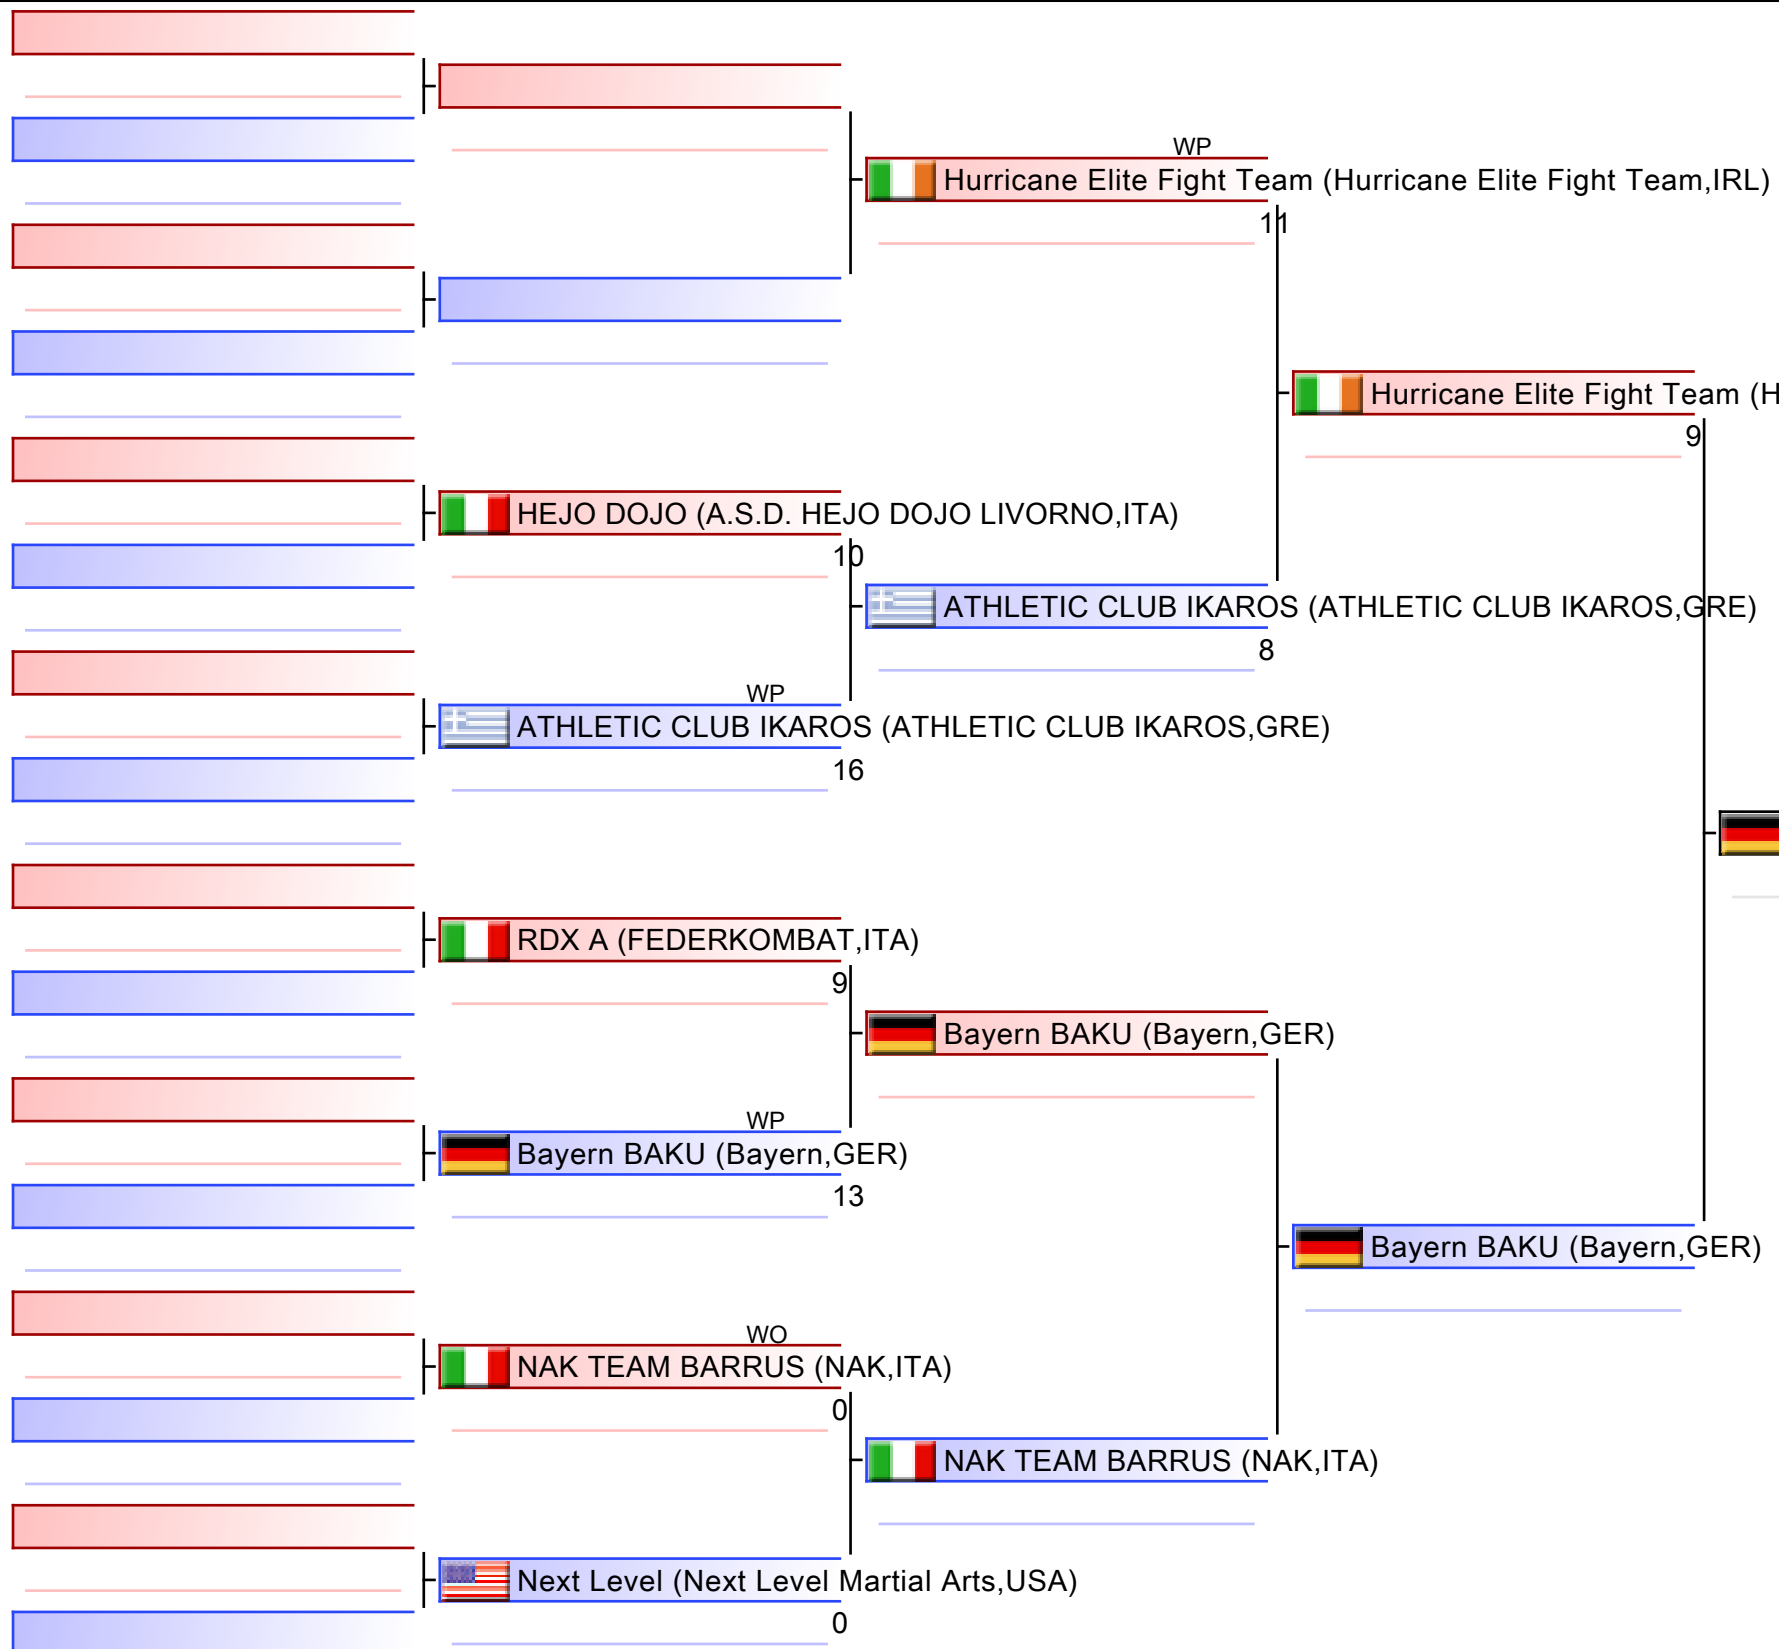 WP
Hurricane Elite Fight Team (Hurricane Elite Fight Team,IRL)
11
Hurricane Elite Fight Team (H
9
HEJO DOJO (A.S.D. HEJO DOJO LIVORNO,ITA)
10
ATHLETIC CLUB IKAROS (ATHLETIC CLUB IKAROS,GRE)
8
WP
ATHLETIC CLUB IKAROS (ATHLETIC CLUB IKAROS,GRE)
16
RDX A (FEDERKOMBAT,ITA)
9
Bayern BAKU (Bayern,GER)
WP
Bayern BAKU (Bayern,GER)
13
Bayern BAKU (Bayern,GER)
WO
NAK TEAM BARRUS (NAK,ITA)
0
NAK TEAM BARRUS (NAK,ITA)
Next Level (Next Level Martial Arts,USA)
0